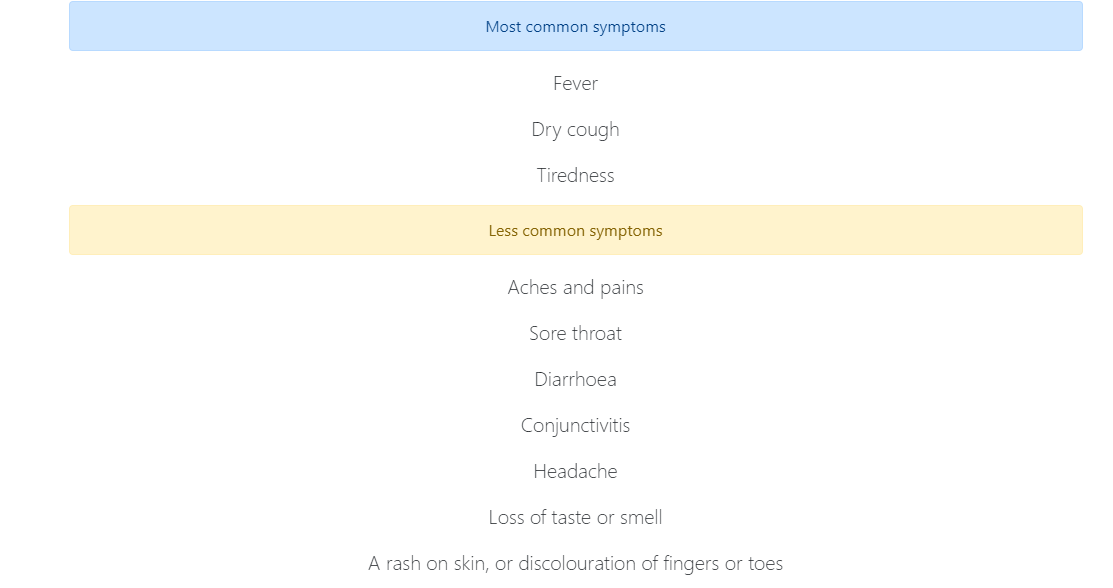 Most common symptoms
Fever
Dry cough
Tiredness
Less common symptoms
Aches and pains
Sore throat
Diarrhoea
Conjunctivitis
Headache
Loss of taste or smell
A rash on skin, or discolouration of fingers or toes